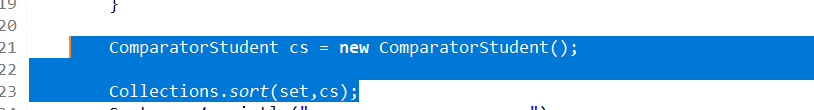 19 }
20
21 ComparatorStudent cs = new ComparatorStudent();
22
23 Collections.sort(set,cs);